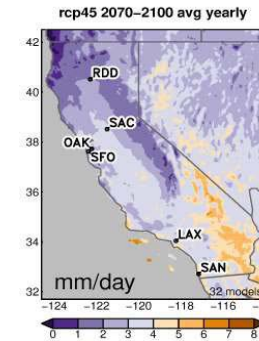 rcp45 2070-2100 avg yearly
42
RDD
40
SAC
OAK
SFO
38
36
34
LAX
SAN
32
mm/day
32 models
-124 -122 -120 -118 -116
0 1 2 3 4 5 6 7 8